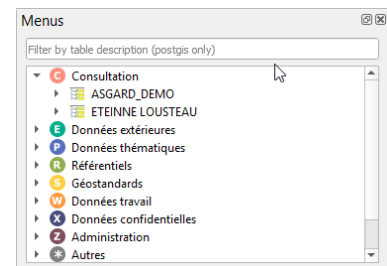 Menus
Filter by table description (postgis only)
C Consultation
ASGARD_DEMO
ETEINNE LOUSTEAU
E Données extérieures
P Données thématiques
R Référentiels
S Géostandards
W Données travail
X Données confidentielles
Z Administration
* Autres